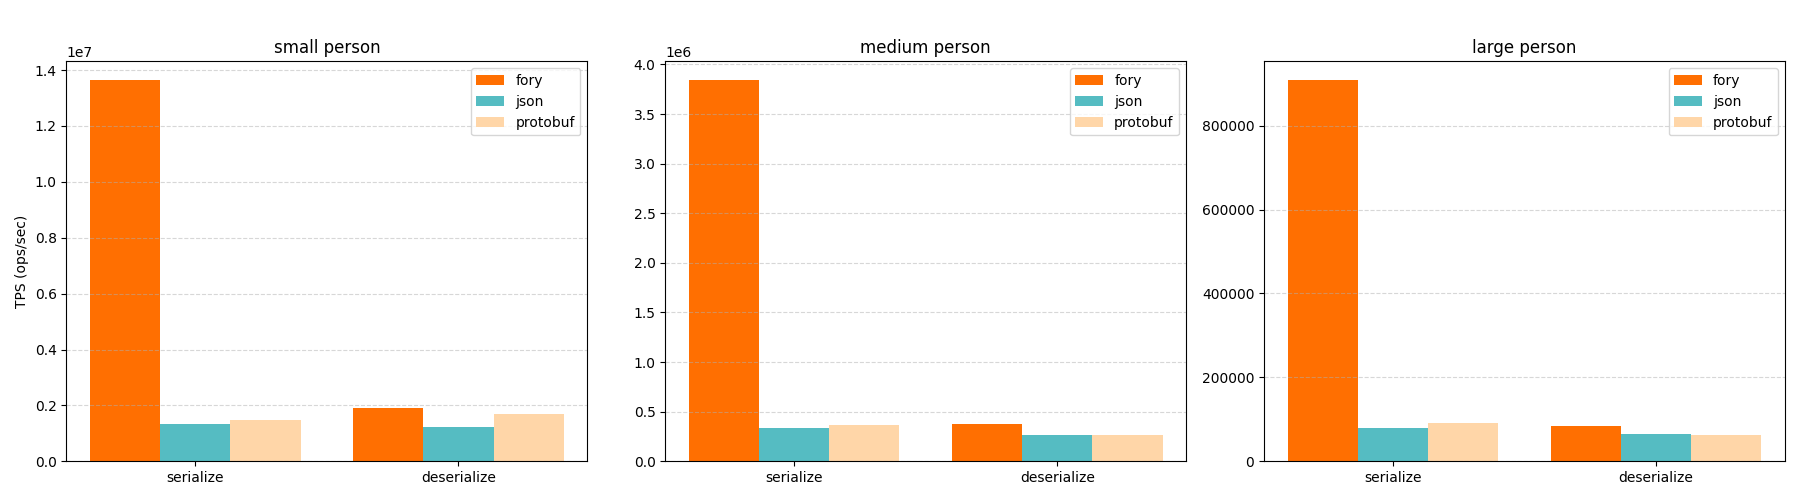 small person
1e7
TPS (ops/sec)
1.4
1.2
1.0
0.8
0.6
0.4
0.2
0.0
serialize
deserialize
fory
json
protobuf
medium person
1e6
4.0
3.5
3.0
2.5
2.0
1.5
1.0
0.5
0.0
serialize
deserialize
fory
json
protobuf
large person
800000
600000
400000
200000
0
serialize
deserialize
fory
json
protobuf